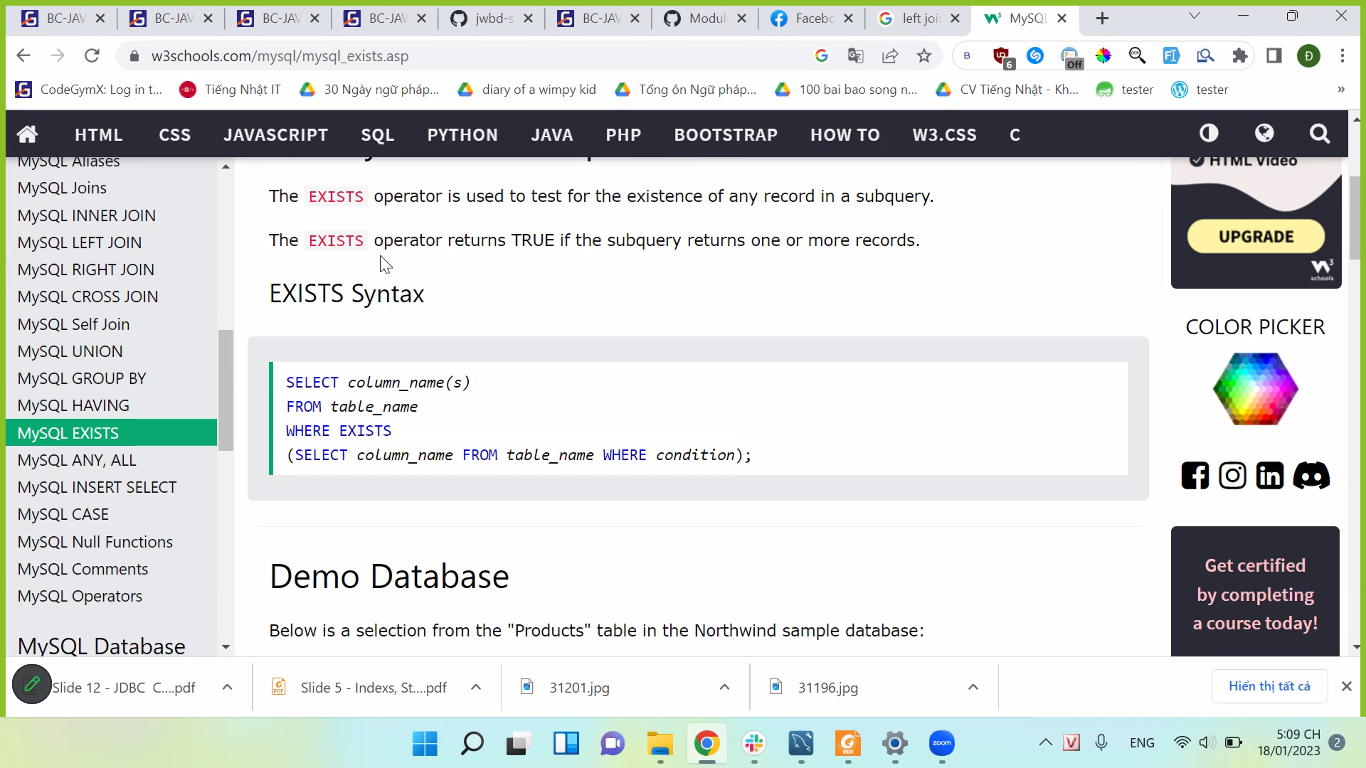 BC-JAV
BC-JAV
BC-JAV
BC-JAV
jwbd-s
BC-JAV
Modul
Facebo
left joi
MySQL
w3schools.com/mysql/mysql_exists.asp
6
Off
Đ
CodeGymX: Log in t...
Tiếng Nhật IT
30 Ngày ngữ pháp...
diary of a wimpy kid
Tổng ôn Ngữ pháp...
100 bai bao song n...
CV Tiếng Nhật - Kh...
tester
tester
»
HTML CSS JAVASCRIPT SQL PYTHON JAVA PHP BOOTSTRAP HOW TO W3.CSS C
MySQL Aliases
MySQL Joins
MySQL INNER JOIN
MySQL LEFT JOIN
MySQL RIGHT JOIN
MySQL CROSS JOIN
MySQL Self Join
MySQL UNION
MySQL GROUP BY
MySQL HAVING
MySQL EXISTS
MySQL ANY, ALL
MySQL INSERT SELECT
MySQL CASE
MySQL Null Functions
MySQL Comments
MySQL Operators
MySQL Database
The EXISTS operator is used to test for the existence of any record in a subquery.
The EXISTS operator returns TRUE if the subquery returns one or more records.
EXISTS Syntax
SELECT column_name(s)
FROM table_name
WHERE EXISTS
(SELECT column_name FROM table_name WHERE condition);
Demo Database
Below is a selection from the "Products" table in the Northwind sample database:
HTML Video
UPGRADE
schools
COLOR PICKER
Get certified
by completing
a course today!
Slide 12 - JDBC C....pdf
Slide 5 - Indexs, St....pdf
31201.jpg
31196.jpg
Hiển thị tất cả
zoom
V
ENG
5:09 CH
18/01/2023
2